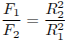 F₁/F₂ = R₂²/R₁²